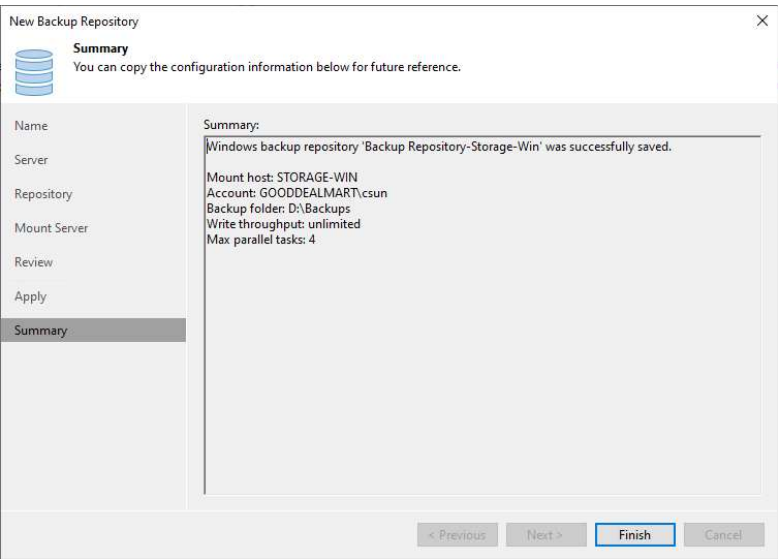 New Backup Repository
Summary
You can copy the configuration information below for future reference.
Name
Server
Repository
Mount Server
Review
Apply
Summary
Summary:
Windows backup repository 'Backup Repository-Storage-Win' was successfully saved.
Mount host: STORAGE-WIN
Account: GOODDEALMART\csun
Backup folder: D:\Backups
Write throughput: unlimited
Max parallel tasks: 4
< Previous
Next >
Finish
Cancel